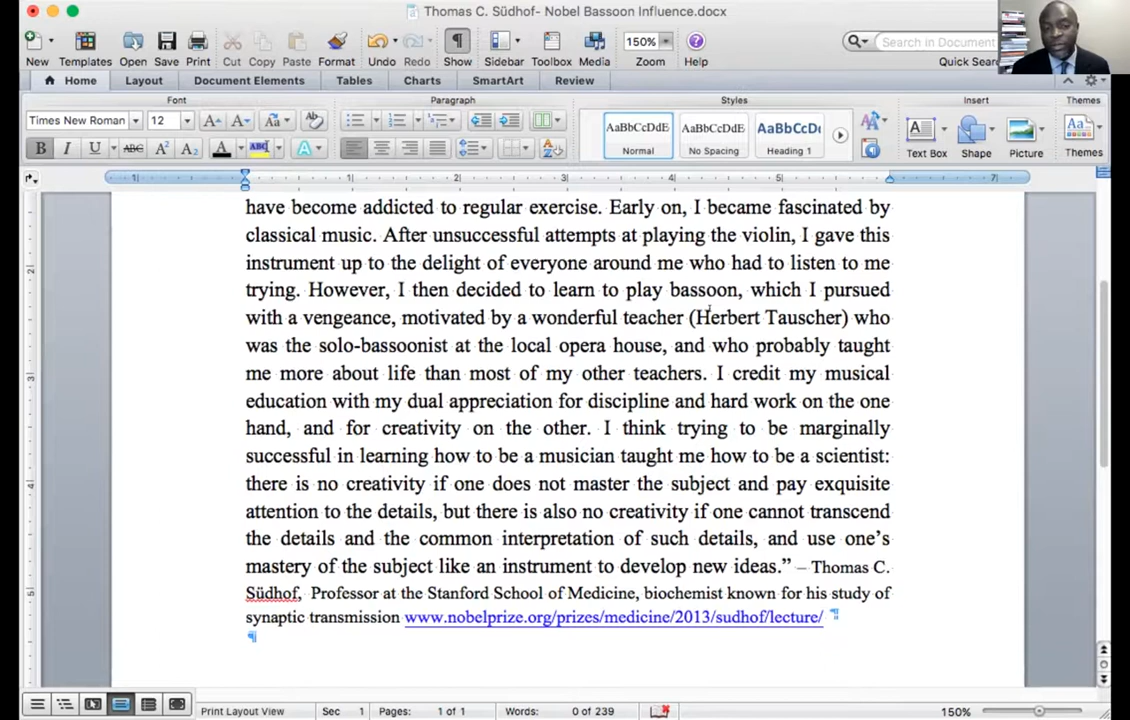 Thomas C. Südhof- Nobel Bassoon Influence.docx
New Templates Open Save Print Cut Copy Paste Format Undo Redo Show Sidebar Toolbox Media Zoom Help
150%
Search in Document
Home Layout Document Elements Tables Charts SmartArt Review
Font Paragraph Styles Insert Themes
Times New Roman 12
AaBbCcDdE AaBbCcDdE AaBbCcDc
Normal No Spacing Heading 1 Text Box Shape Picture Themes
have become addicted to regular exercise. Early on, I became fascinated by
classical music. After unsuccessful attempts at playing the violin, I gave this
instrument up to the delight of everyone around me who had to listen to me
trying. However, I then decided to learn to play bassoon, which I pursued
with a vengeance, motivated by a wonderful teacher (Herbert Tauscher) who
was the solo-bassoonist at the local opera house, and who probably taught
me more about life than most of my other teachers. I credit my musical
education with my dual appreciation for discipline and hard work on the one
hand, and for creativity on the other. I think trying to be marginally
successful in learning how to be a musician taught me how to be a scientist:
there is no creativity if one does not master the subject and pay exquisite
attention to the details, but there is also no creativity if one cannot transcend
the details and the common interpretation of such details, and use one's
mastery of the subject like an instrument to develop new ideas.” – Thomas C.
Südhof, Professor at the Stanford School of Medicine, biochemist known for his study of
synaptic transmission www.nobelprize.org/prizes/medicine/2013/sudhof/lecture/ ¶
¶
Print Layout View Sec 1 Pages: 1 of 1 Words: 0 of 239 150%